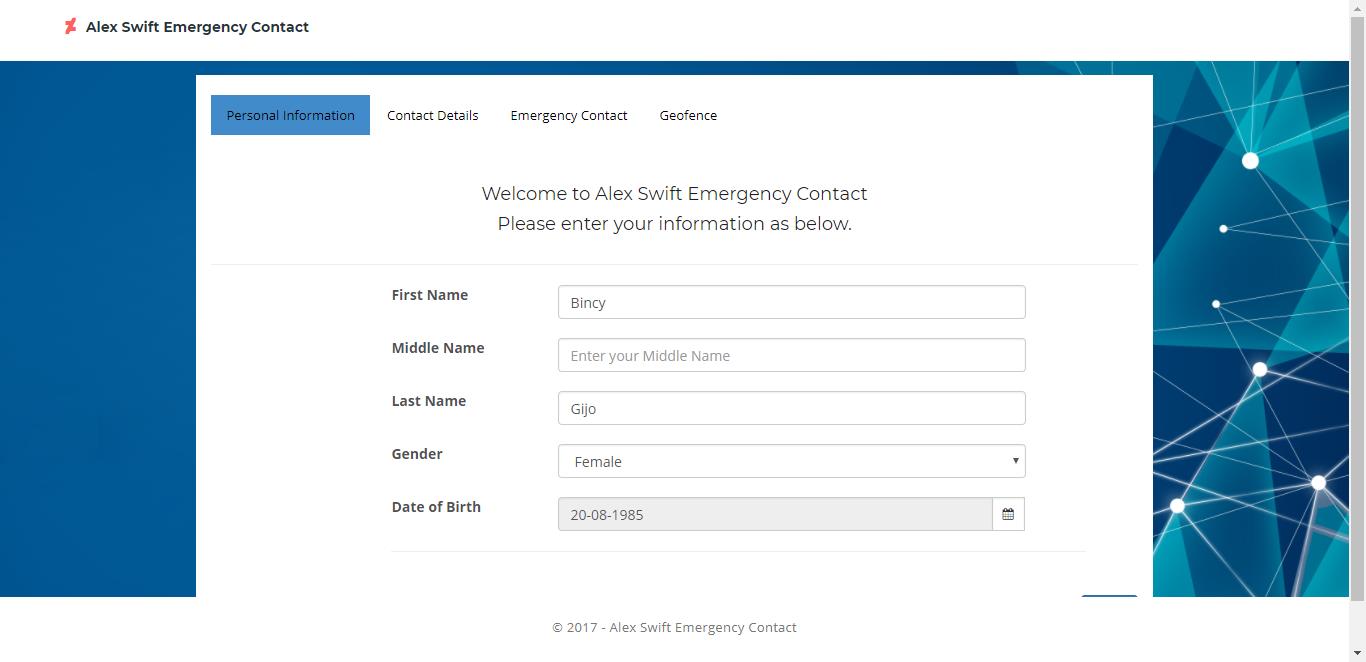 Alex Swift Emergency Contact
Personal Information Contact Details Emergency Contact Geofence
Welcome to Alex Swift Emergency Contact
Please enter your information as below.
First Name Bincy
Middle Name Enter your Middle Name
Last Name Gijo
Gender Female
Date of Birth 20-08-1985
© 2017 - Alex Swift Emergency Contact